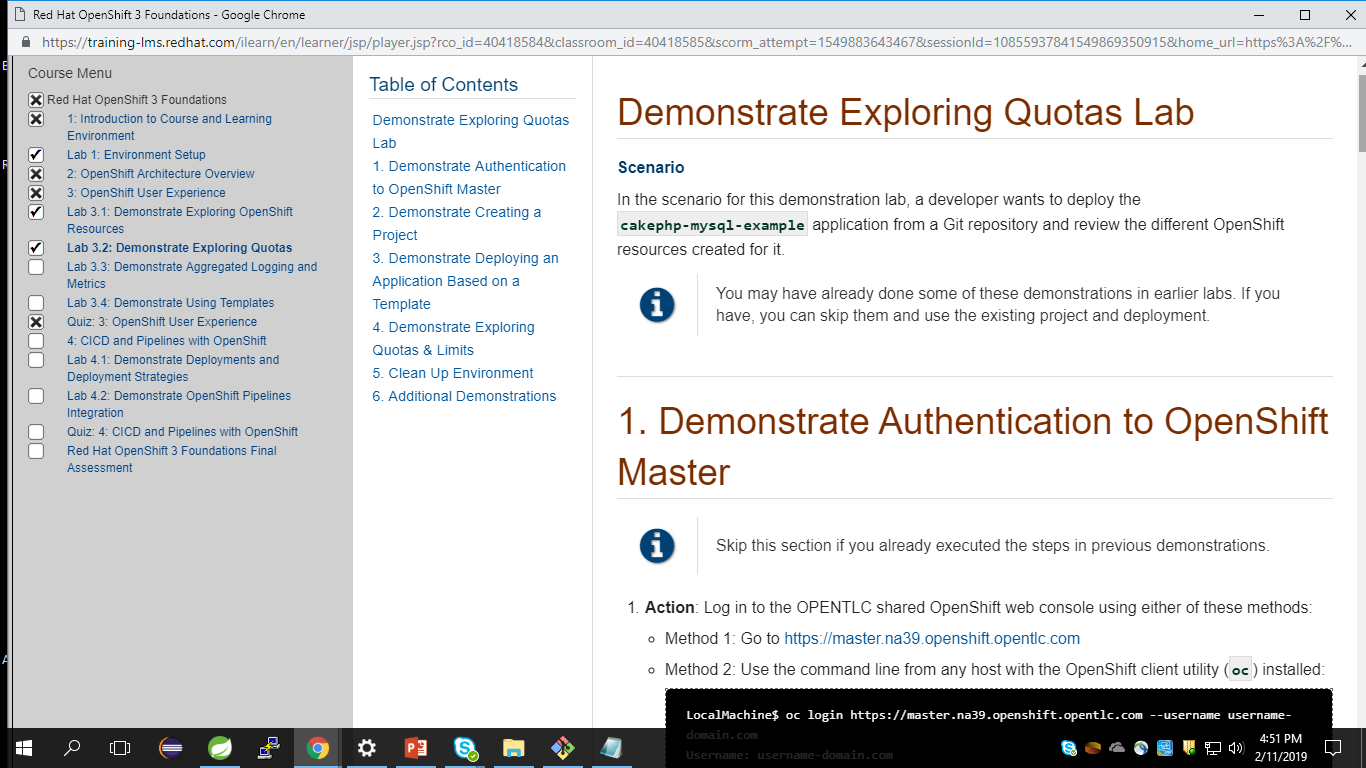 Red Hat OpenShift 3 Foundations - Google Chrome
https://training-lms.redhat.com/ilearn/en/learner/jsp/player.jsp?rco_id=40418584&classroom_id=40418585&scorm_attempt=1549883643467&sessionId=10855937841549869350915&home_url=https%3A%2F%...
Course Menu
Red Hat OpenShift 3 Foundations
1: Introduction to Course and Learning
Environment
Lab 1: Environment Setup
2: OpenShift Architecture Overview
3: OpenShift User Experience
Lab 3.1: Demonstrate Exploring OpenShift
Resources
Lab 3.2: Demonstrate Exploring Quotas
Lab 3.3: Demonstrate Aggregated Logging and
Metrics
Lab 3.4: Demonstrate Using Templates
Quiz: 3: OpenShift User Experience
4: CICD and Pipelines with OpenShift
Lab 4.1: Demonstrate Deployments and
Deployment Strategies
Lab 4.2: Demonstrate OpenShift Pipelines
Integration
Quiz: 4: CICD and Pipelines with OpenShift
Red Hat OpenShift 3 Foundations Final
Assessment
Table of Contents
Demonstrate Exploring Quotas
Lab
1. Demonstrate Authentication
to OpenShift Master
2. Demonstrate Creating a
Project
3. Demonstrate Deploying an
Application Based on a
Template
4. Demonstrate Exploring
Quotas & Limits
5. Clean Up Environment
6. Additional Demonstrations
Demonstrate Exploring Quotas Lab
Scenario
In the scenario for this demonstration lab, a developer wants to deploy the
cakephp-mysql-example application from a Git repository and review the different OpenShift
resources created for it.
You may have already done some of these demonstrations in earlier labs. If you
have, you can skip them and use the existing project and deployment.
1. Demonstrate Authentication to OpenShift
Master
Skip this section if you already executed the steps in previous demonstrations.
1. Action: Log in to the OPENTLC shared OpenShift web console using either of these methods:
Method 1: Go to https://master.na39.openshift.opentlc.com
Method 2: Use the command line from any host with the OpenShift client utility (oc) installed:
LocalMachine$ oc login https://master.na39.openshift.opentlc.com --username username-
domain.com
Username: username-domain.com
4:51 PM
2/11/2019